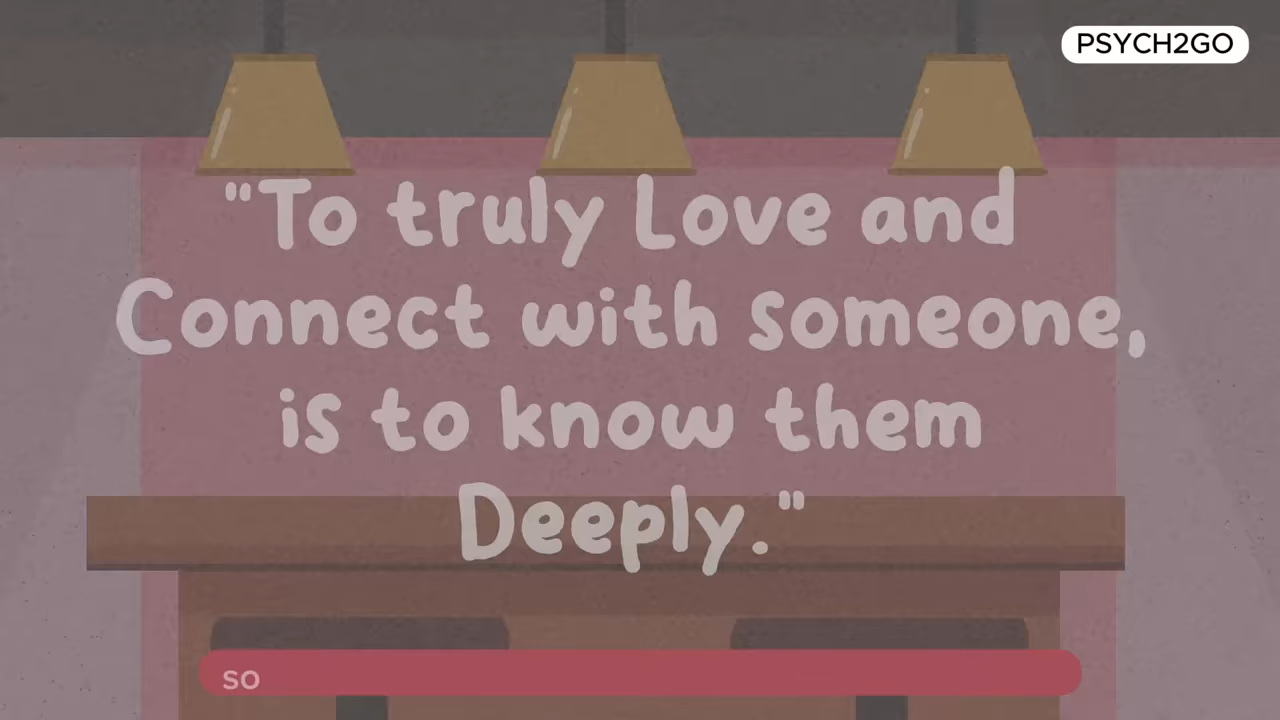 PSYCH2GO
"To truly Love and
Connect with someone,
is to know them
Deeply."
SO